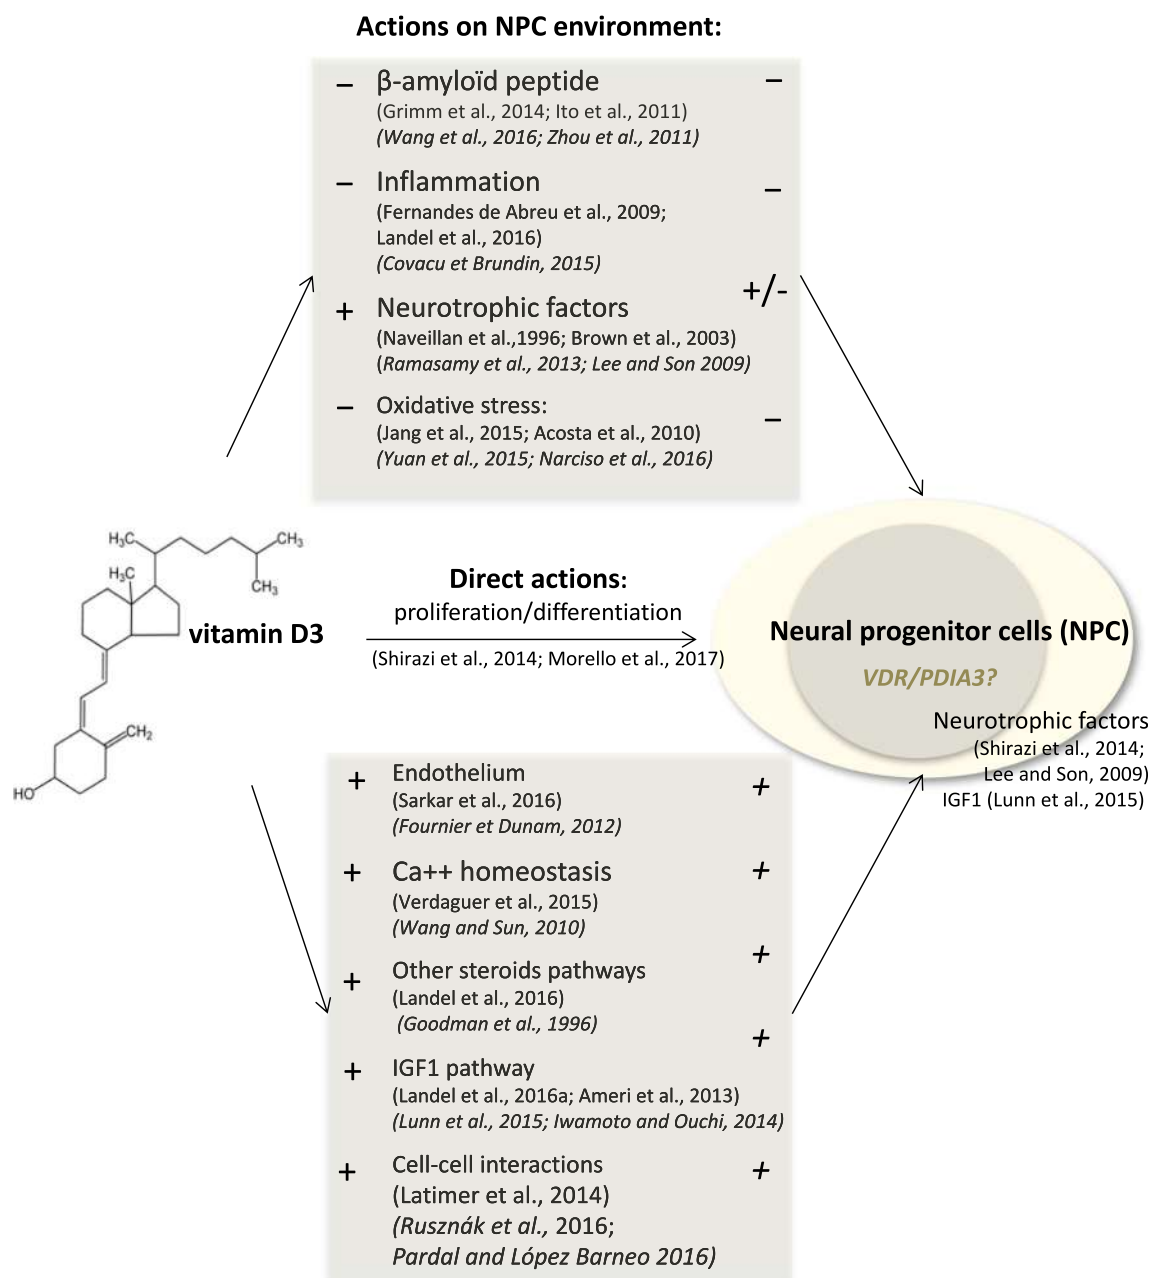 Actions on NPC environment:
− β-amyloïd peptide −
(Grimm et al., 2014; Ito et al., 2011)
(Wang et al., 2016; Zhou et al., 2011)
− Inflammation −
(Fernandes de Abreu et al., 2009;
Landel et al., 2016)
(Covacu et Brundin, 2015)
+ Neurotrophic factors +/-
(Naveillan et al.,1996; Brown et al., 2003)
(Ramasamy et al., 2013; Lee and Son 2009)
− Oxidative stress: −
(Jang et al., 2015; Acosta et al., 2010)
(Yuan et al., 2015; Narciso et al., 2016)
H₃C
CH₃
H₃C
CH₃
vitamin D3
CH₂
HO
Direct actions:
proliferation/differentiation
(Shirazi et al., 2014; Morello et al., 2017)
Neural progenitor cells (NPC)
VDR/PDIA3?
Neurotrophic factors
(Shirazi et al., 2014;
Lee and Son, 2009)
IGF1 (Lunn et al., 2015)
+ Endothelium +
(Sarkar et al., 2016)
(Fournier et Dunam, 2012)
+ Ca++ homeostasis +
(Verdaguer et al., 2015)
(Wang and Sun, 2010)
+ Other steroids pathways +
(Landel et al., 2016)
(Goodman et al., 1996)
+ IGF1 pathway +
(Landel et al., 2016a; Ameri et al., 2013)
(Lunn et al., 2015; Iwamoto and Ouchi, 2014)
+ Cell-cell interactions +
(Latimer et al., 2014)
(Rusznák et al., 2016;
Pardal and López Barneo 2016)